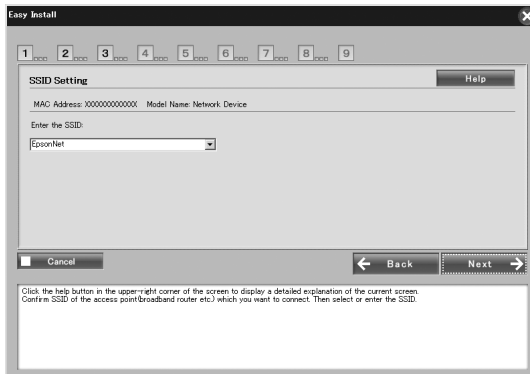 Easy Install
1 2 3 4 5 6 7 8 9
SSID Setting
Help
MAC Address: XXXXXXXXXXXX Model Name: Network Device
Enter the SSID:
EpsonNet
Cancel
Back
Next
Click the help button in the upper-right corner of the screen to display a detailed explanation of the current screen.
Confirm SSID of the access point(broadband router etc.) which you want to connect. Then select or enter the SSID.